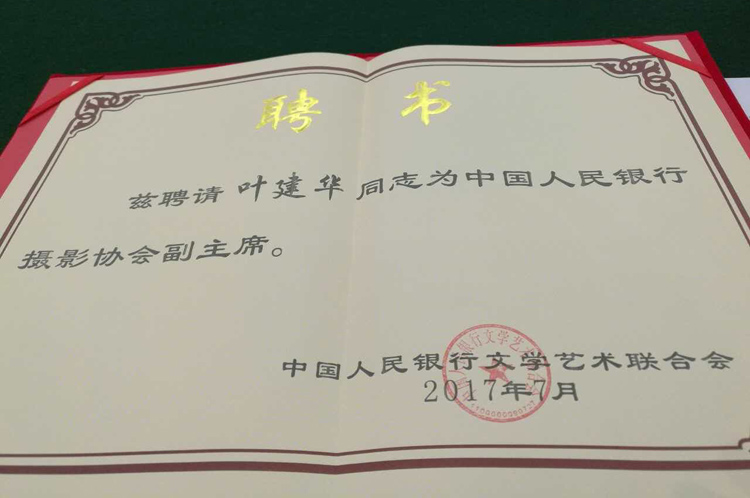 聘书
兹聘请 叶建华 同志为中国人民银行
摄影协会副主席。
中国人民银行文学艺术联合会
2017年7月